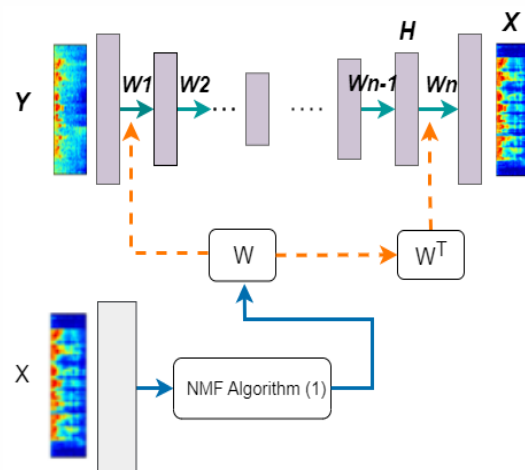 H
X
Y
W1
W2
...
....
Wn-1
Wn
W
W^T
X
NMF Algorithm (1)